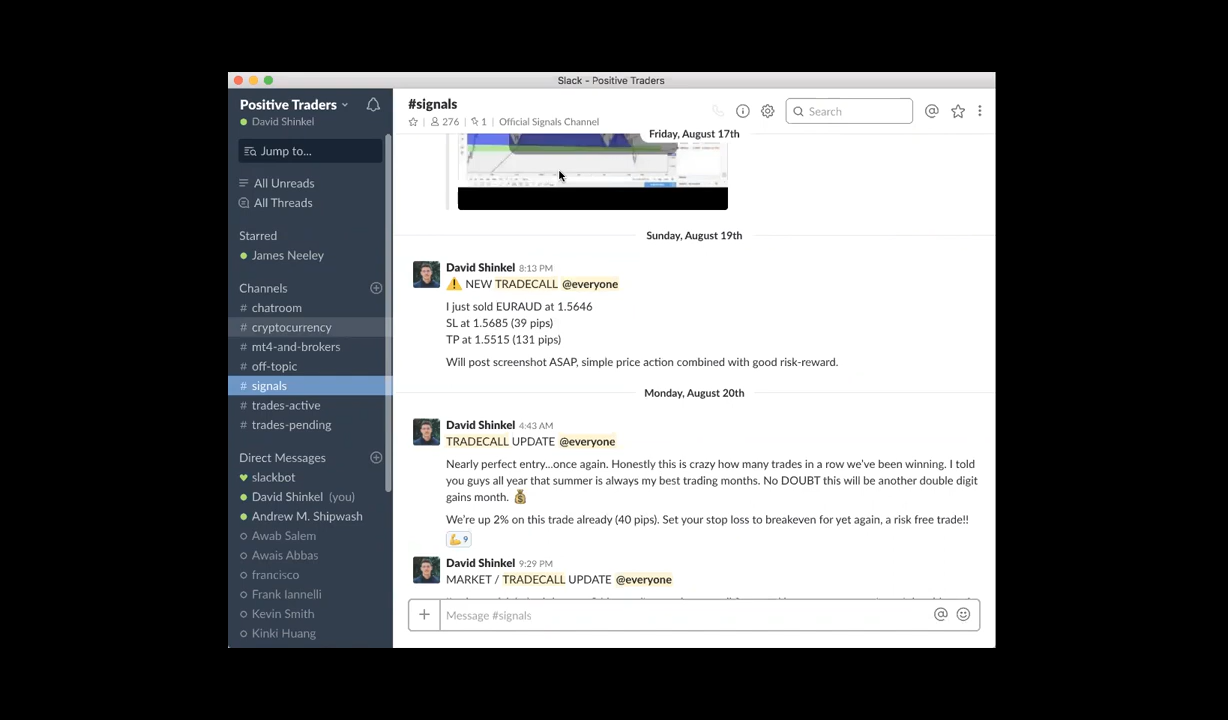 Slack - Positive Traders
Positive Traders
David Shinkel
Jump to...
All Unreads
All Threads
Starred
James Neeley
Channels
# chatroom
# cryptocurrency
# mt4-and-brokers
# off-topic
# signals
# trades-active
# trades-pending
Direct Messages
slackbot
David Shinkel (you)
Andrew M. Shipwash
Awab Salem
Awais Abbas
francisco
Frank Iannelli
Kevin Smith
Kinki Huang
#signals
276 | 1 | Official Signals Channel
Search
Friday, August 17th
Sunday, August 19th
David Shinkel 8:13 PM
⚠️ NEW TRADECALL @everyone
I just sold EURAUD at 1.5646
SL at 1.5685 (39 pips)
TP at 1.5515 (131 pips)
Will post screenshot ASAP, simple price action combined with good risk-reward.
Monday, August 20th
David Shinkel 4:43 AM
TRADECALL UPDATE @everyone
Nearly perfect entry...once again. Honestly this is crazy how many trades in a row we've been winning. I told
you guys all year that summer is always my best trading months. No DOUBT this will be another double digit
gains month. 💰
We're up 2% on this trade already (40 pips). Set your stop loss to breakeven for yet again, a risk free trade!!
💪 9
David Shinkel 9:29 PM
MARKET / TRADECALL UPDATE @everyone
Message #signals